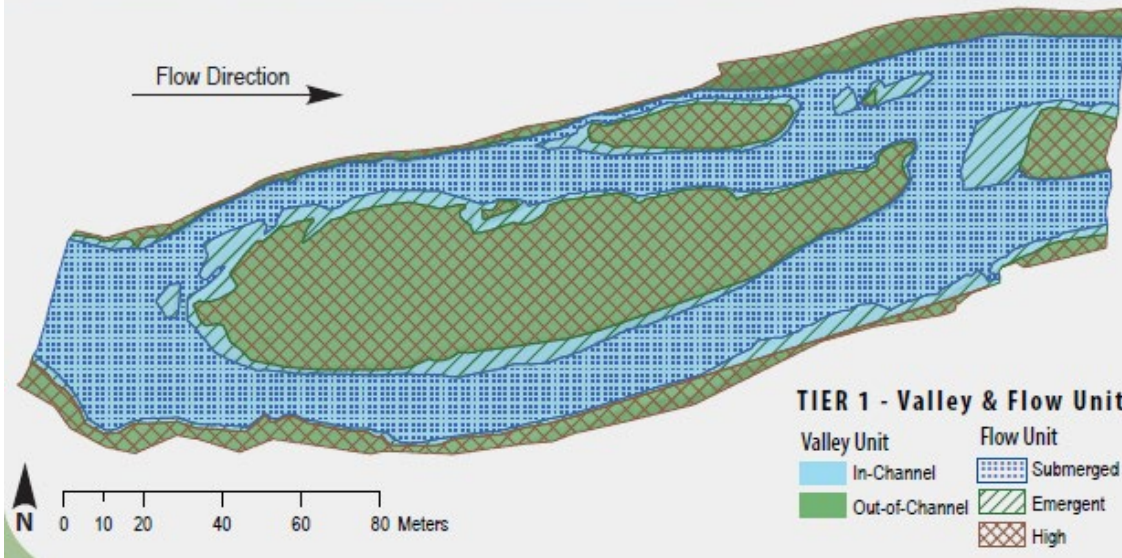 Flow Direction
TIER 1 - Valley & Flow Unit
Valley Unit
Flow Unit
In-Channel
Submerged
Out-of-Channel
Emergent
High
N
0 10 20 40 60 80 Meters